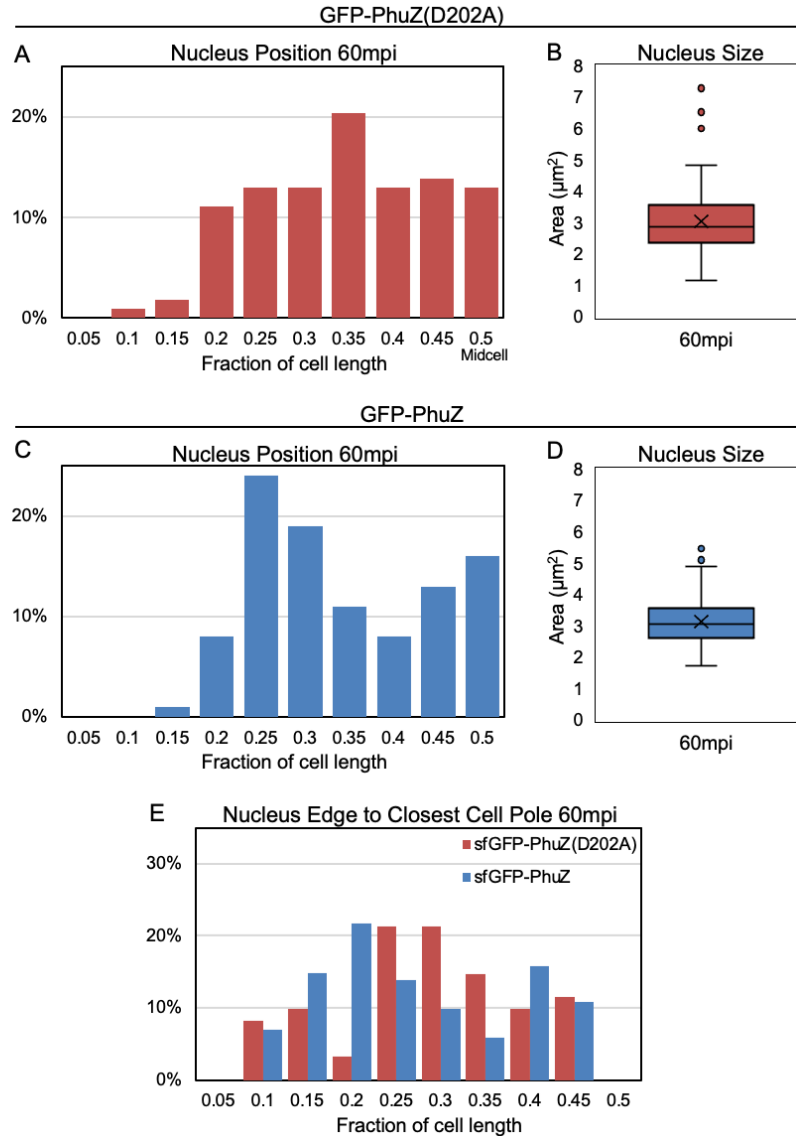 GFP-PhuZ(D202A)
A
Nucleus Position 60mpi
20%
10%
0%
0.05 0.1 0.15 0.2 0.25 0.3 0.35 0.4 0.45 0.5
Midcell
Fraction of cell length
B
Nucleus Size
8
7
6
5
4
3
2
1
0
Area (µm²)
60mpi
GFP-PhuZ
C
Nucleus Position 60mpi
20%
10%
0%
0.05 0.1 0.15 0.2 0.25 0.3 0.35 0.4 0.45 0.5
Fraction of cell length
D
Nucleus Size
8
7
6
5
4
3
2
1
0
Area (µm²)
60mpi
E
Nucleus Edge to Closest Cell Pole 60mpi
sfGFP-PhuZ(D202A)
sfGFP-PhuZ
30%
20%
10%
0%
0.05 0.1 0.15 0.2 0.25 0.3 0.35 0.4 0.45 0.5
Fraction of cell length